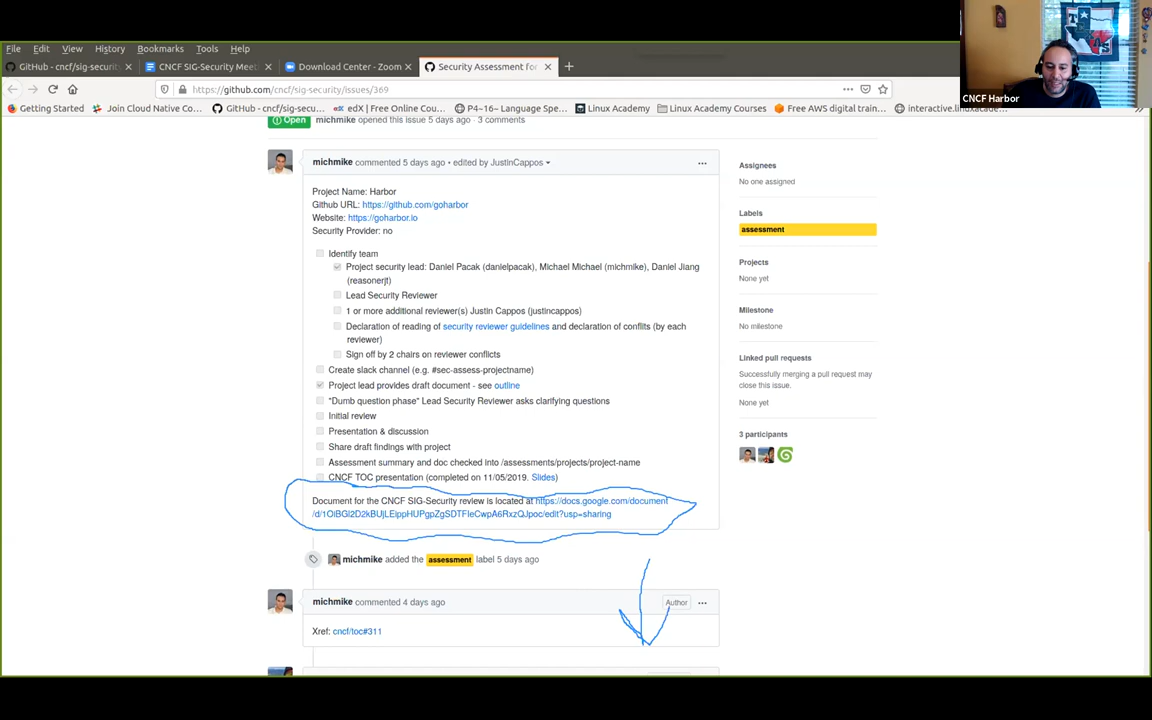 File Edit View History Bookmarks Tools Help
GitHub - cncf/sig-securit
CNCF SIG-Security Meet
Download Center - Zoom
Security Assessment fo
https://github.com/cncf/sig-security/issues/369
Getting Started
Join Cloud Native Co...
GitHub - cncf/sig-secu...
edX | Free Online Cou...
P4~16~ Language Spe...
Linux Academy
Linux Academy Courses
Free AWS digital train...
interactive.linuxacade...
CNCF Harbor
Open michmike opened this issue 5 days ago · 3 comments
michmike commented 5 days ago • edited by JustinCappos
Project Name: Harbor
Github URL: https://github.com/goharbor
Website: https://goharbor.io
Security Provider: no
Identify team
Project security lead: Daniel Pacak (danielpacak), Michael Michael (michmike), Daniel Jiang
(reasonerjt)
Lead Security Reviewer
1 or more additional reviewer(s) Justin Cappos (justincappos)
Declaration of reading of security reviewer guidelines and declaration of conflits (by each
reviewer)
Sign off by 2 chairs on reviewer conflicts
Create slack channel (e.g. #sec-assess-projectname)
Project lead provides draft document - see outline
"Dumb question phase" Lead Security Reviewer asks clarifying questions
Initial review
Presentation & discussion
Share draft findings with project
Assessment summary and doc checked into /assessments/projects/project-name
CNCF TOC presentation (completed on 11/05/2019. Slides)
Document for the CNCF SIG-Security review is located at https://docs.google.com/document
michmike added the assessment label 5 days ago
michmike commented 4 days ago
Author
Xref: cncf/toc#311
Assignees
No one assigned
Labels
assessment
Projects
None yet
Milestone
No milestone
Linked pull requests
Successfully merging a pull request may
close this issue.
None yet
3 participants